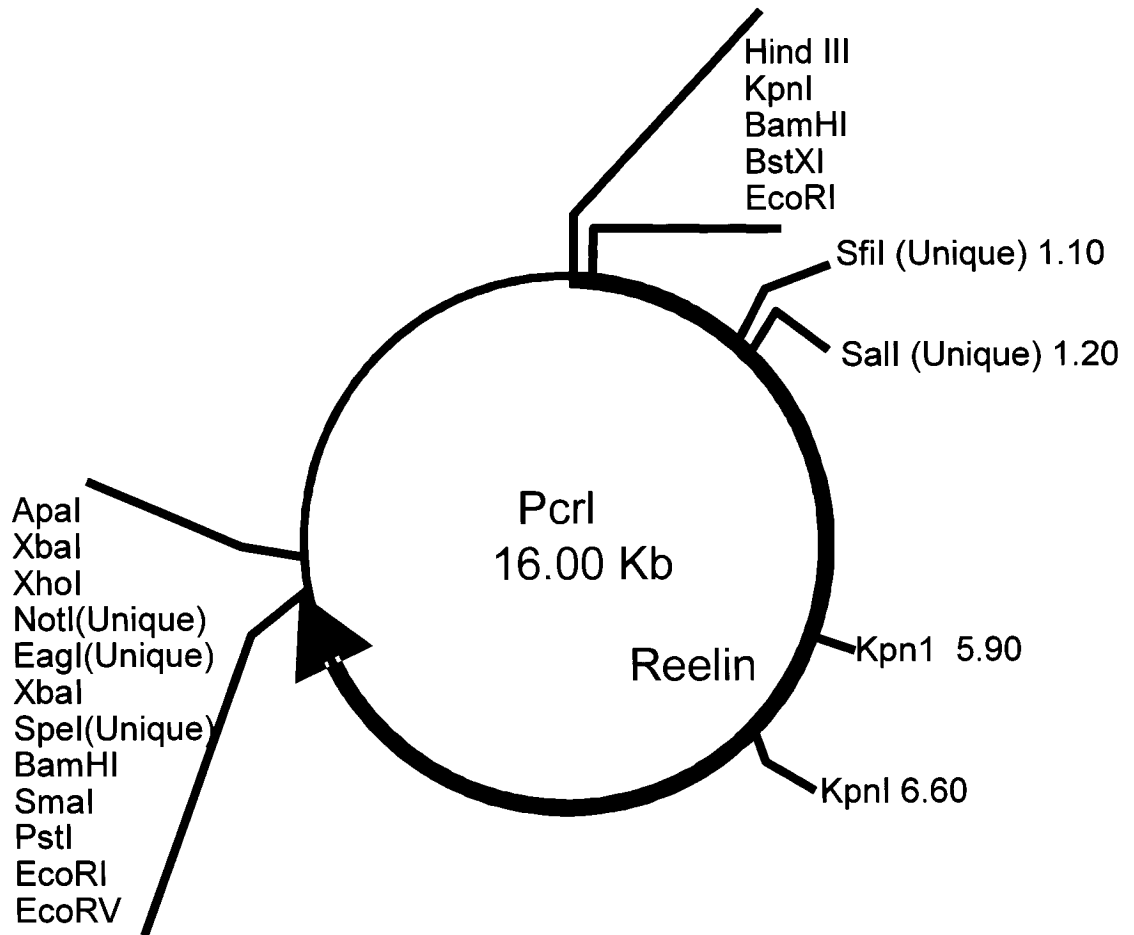 Hind III
KpnI
BamHI
BstXI
EcoRI
SfiI (Unique) 1.10
SalI (Unique) 1.20
PcrI
16.00 Kb
ApaI
XbaI
XhoI
NotI(Unique)
EagI(Unique)
XbaI
SpeI(Unique)
BamHI
SmaI
PstI
EcoRI
EcoRV
Reelin
Kpn1 5.90
KpnI 6.60